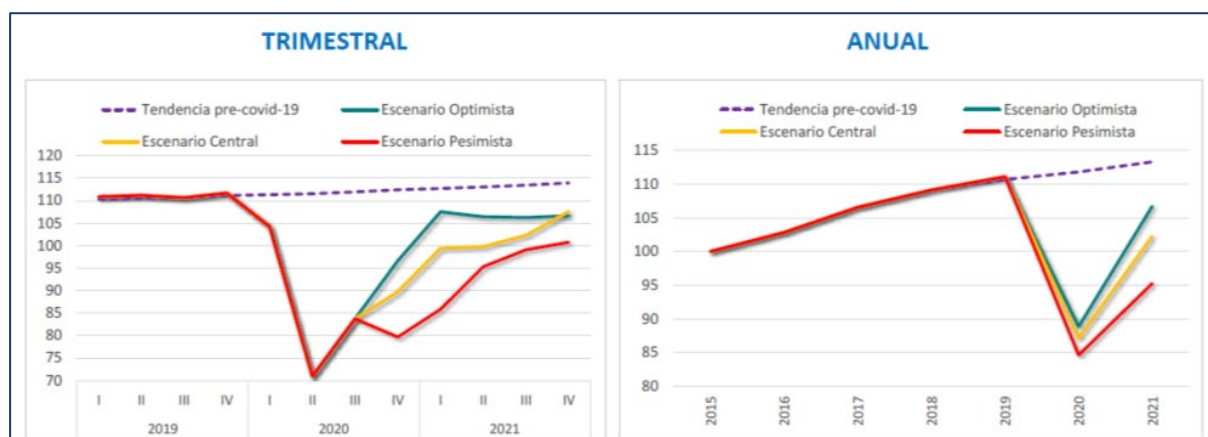 TRIMESTRAL
Tendencia pre-covid-19 Escenario Optimista
Escenario Central Escenario Pesimista
120
115
110
105
100
95
90
85
80
75
70
I II III IV I II III IV I II III IV
2019 2020 2021
ANUAL
Tendencia pre-covid-19 Escenario Optimista
Escenario Central Escenario Pesimista
115
110
105
100
95
90
85
80
2015 2016 2017 2018 2019 2020 2021